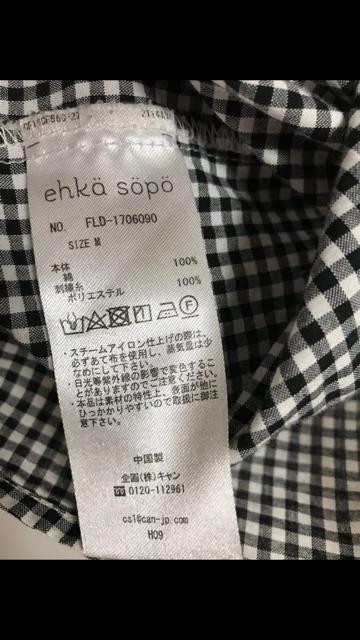 ehkä söpö
NO. FLD-1706090
SIZE M
本体
綿 100%
刺繍糸
ポリエステル 100%
・スチームアイロン仕上げの際は、
必ずあて布を使用し、蒸気量は少
なめにして下さい。
・日光等紫外線の影響で変色するこ
とがありますのでご注意ください。
・本品は素材の特性上、表面が他に
ひっかかりやすいので取扱に御注
意下さい。
中国製
企画(株)キャン
☎0120-112961
csl@can-jp.com
H09